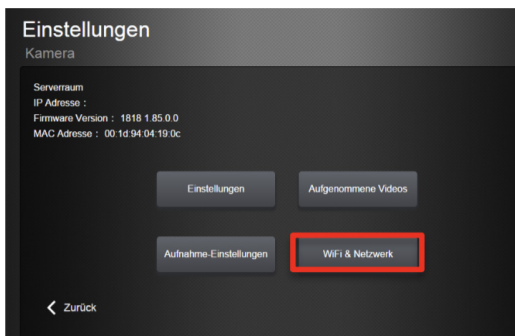 Einstellungen
Kamera
Serverraum
IP Adresse :
Firmware Version : 1818 1.85.0.0
MAC Adresse : 00:1d:94:04:19:0c
Einstellungen
Aufgenommene Videos
Aufnahme-Einstellungen
WiFi & Netzwerk
Zurück